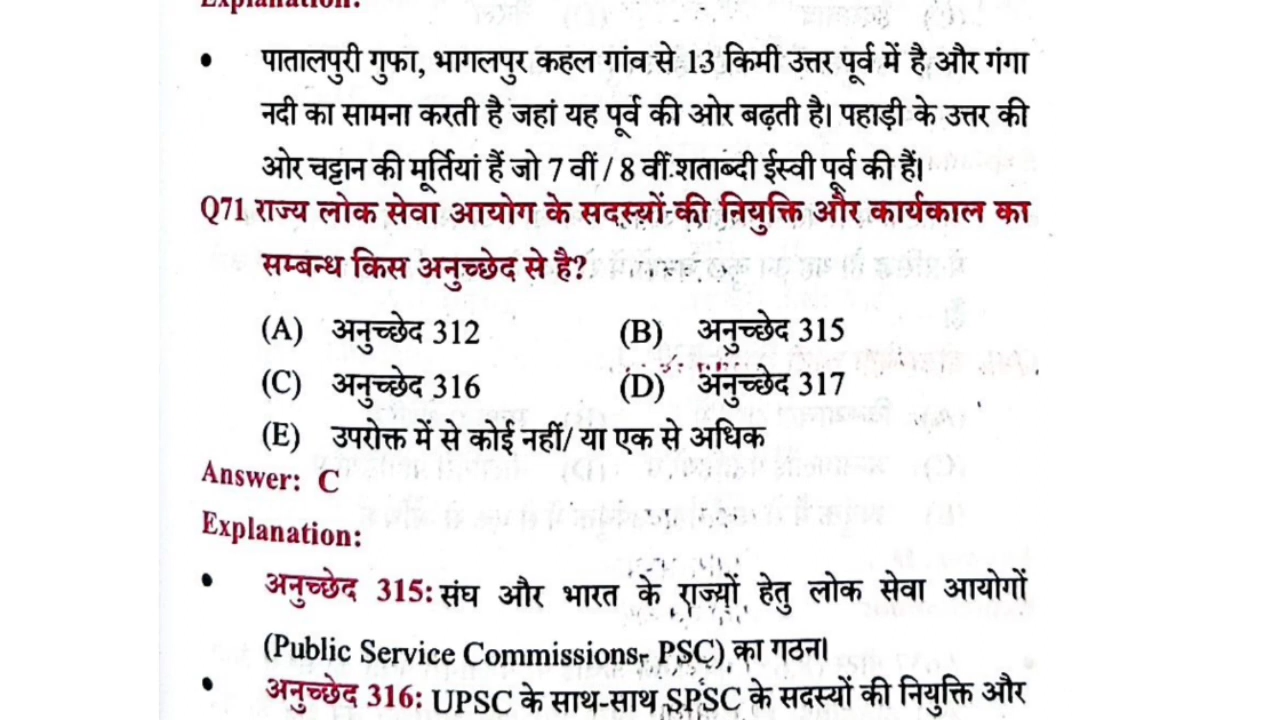 Explanation:
• पातालपुरी गुफा, भागलपुर कहल गांव से 13 किमी उत्तर पूर्व में है और गंगा
नदी का सामना करती है जहां यह पूर्व की ओर बढ़ती है। पहाड़ी के उत्तर की
ओर चट्टान की मूर्तियां हैं जो 7 वीं / 8 वीं शताब्दी ईस्वी पूर्व की हैं।
Q71 राज्य लोक सेवा आयोग के सदस्यों की नियुक्ति और कार्यकाल का
सम्बन्ध किस अनुच्छेद से है?
(A) अनुच्छेद 312 (B) अनुच्छेद 315
(C) अनुच्छेद 316 (D) अनुच्छेद 317
(E) उपरोक्त में से कोई नहीं/ या एक से अधिक
Answer: C
Explanation:
• अनुच्छेद 315: संघ और भारत के राज्यों हेतु लोक सेवा आयोगों
(Public Service Commissions- PSC) का गठन।
• अनुच्छेद 316: UPSC के साथ-साथ SPSC के सदस्यों की नियुक्ति और